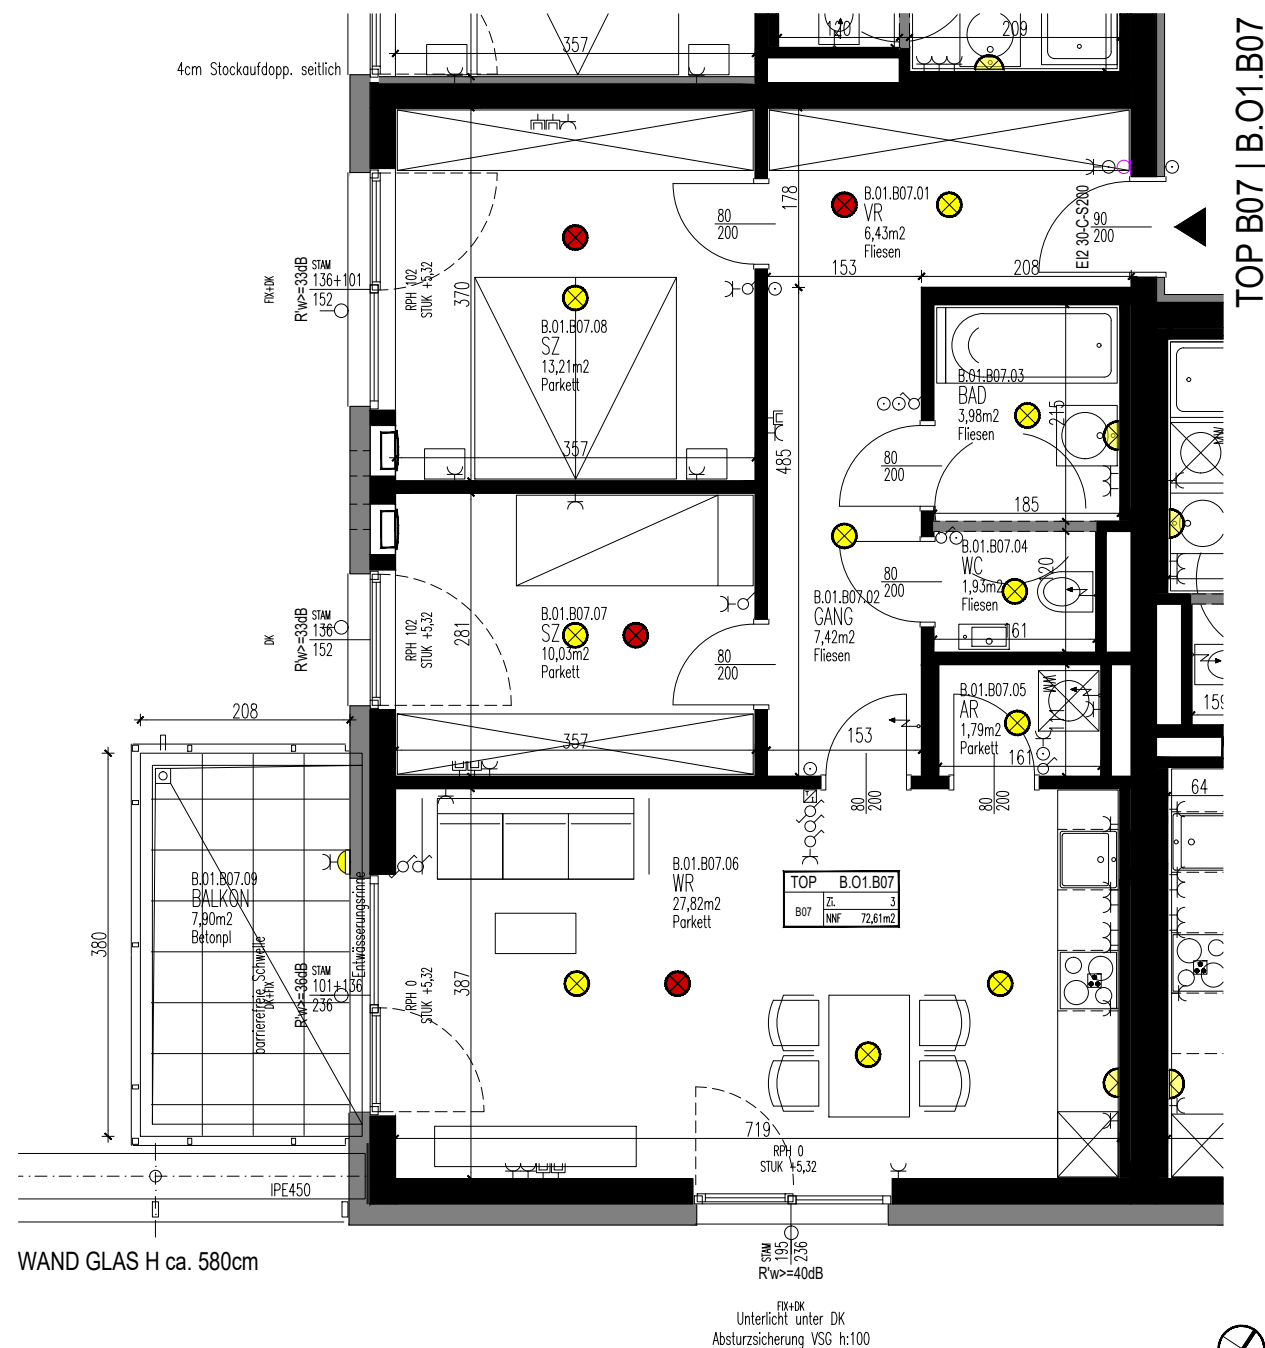 120
209
357
4cm Stockaufdopp. seitlich
TOP B07 | B.O1.B07
B.01.B07.01
VR
6,43m2
Fliesen
178
80
200
EI2 30-C-S200
90
200
153
208
FIX+DK
R'w>=33dB
STAM
136+101
152
RPH 102
STUK +5,32
370
B.01.B07.08
SZ
13,21m2
Parkett
357
B.01.B07.03
BAD
3,98m2
Fliesen
215
485
80
200
185
B.01.B07.04
WC
1,93m2
Fliesen
120
161
80
200
B.01.B07.02
GANG
7,42m2
Fliesen
DK
R'w>=33dB
STAM
136
152
RPH 102
STUK +5,32
281
B.01.B07.07
SZ
10,03m2
Parkett
80
200
357
B.01.B07.05
AR
1,79m2
Parkett
WM
161
159
153
208
80
200
80
200
64
B.01.B07.09
BALKON
7,90m2
Betonpl
380
barrierefreie Schwelle
Entwässerungsrinne
DK+FIX
R'w>=36dB
STAM
101+136
236
RPH 0
STUK +5,32
387
B.01.B07.06
WR
27,82m2
Parkett
TOP B.O1.B07
B07
ZI. 3
NNF 72,61m2
719
RPH 0
STUK +5,32
IPE450
WAND GLAS H ca. 580cm
STAM
195
236
R'w>=40dB
FIX+DK
Unterlicht unter DK
Absturzsicherung VSG h:100